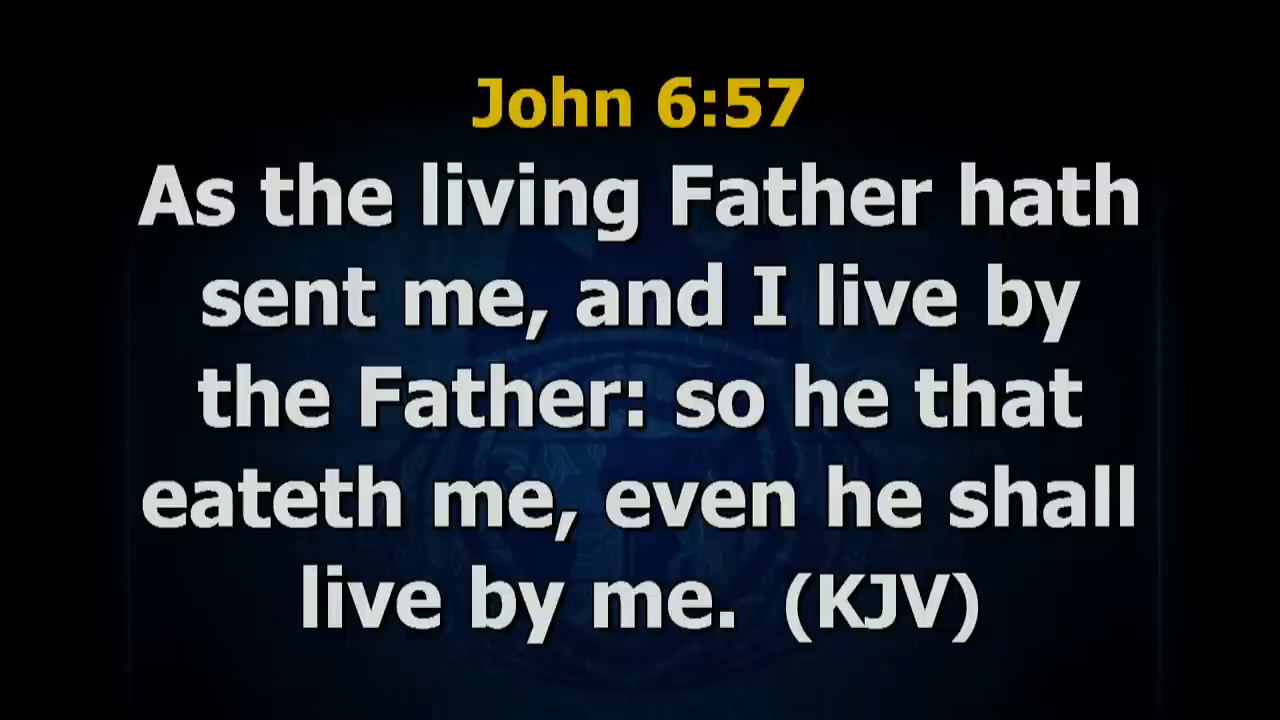 John 6:57
As the living Father hath
sent me, and I live by
the Father: so he that
eateth me, even he shall
live by me. (KJV)